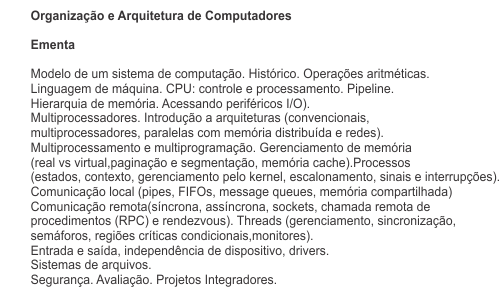 Organização e Arquitetura de Computadores
Ementa
Modelo de um sistema de computação. Histórico. Operações aritméticas.
Linguagem de máquina. CPU: controle e processamento. Pipeline.
Hierarquia de memória. Acessando periféricos I/O).
Multiprocessadores. Introdução a arquiteturas (convencionais,
multiprocessadores, paralelas com memória distribuída e redes).
Multiprocessamento e multiprogramação. Gerenciamento de memória
(real vs virtual,paginação e segmentação, memória cache).Processos
(estados, contexto, gerenciamento pelo kernel, escalonamento, sinais e interrupções).
Comunicação local (pipes, FIFOs, message queues, memória compartilhada)
Comunicação remota(síncrona, assíncrona, sockets, chamada remota de
procedimentos (RPC) e rendezvous). Threads (gerenciamento, sincronização,
semáforos, regiões críticas condicionais,monitores).
Entrada e saída, independência de dispositivo, drivers.
Sistemas de arquivos.
Segurança. Avaliação. Projetos Integradores.